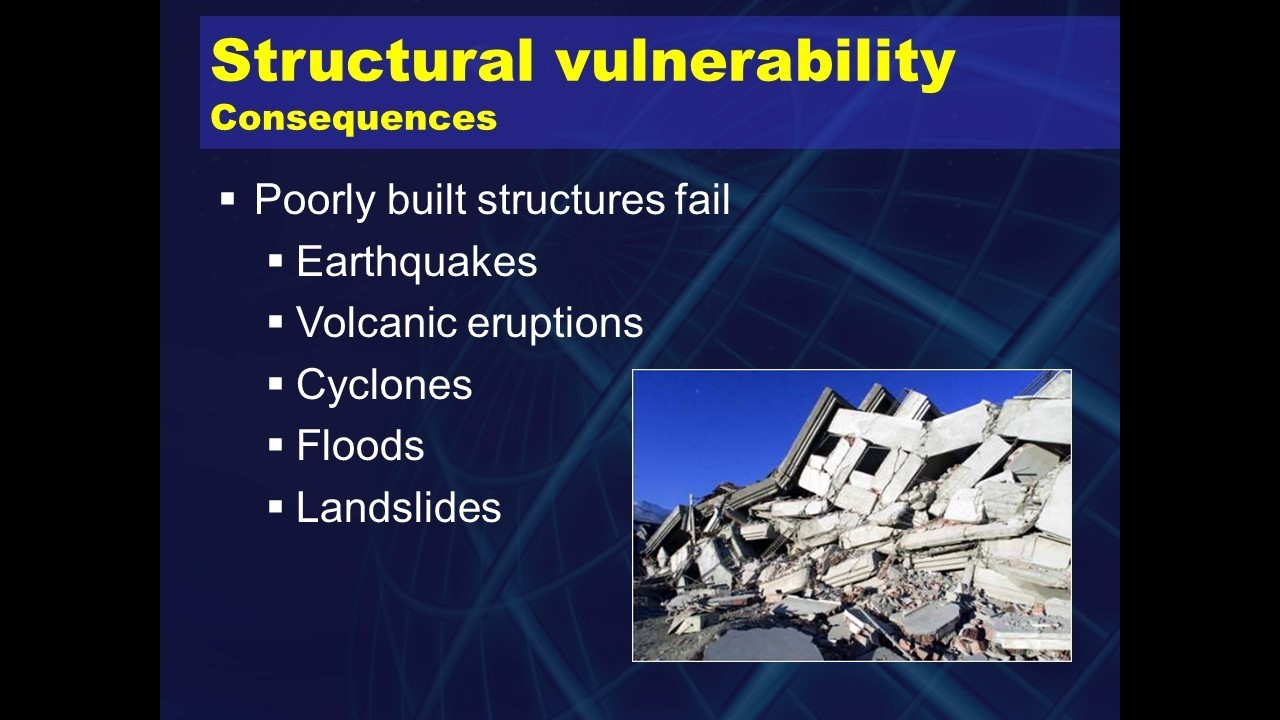 Structural vulnerability
Consequences
▪ Poorly built structures fail
▪ Earthquakes
▪ Volcanic eruptions
▪ Cyclones
▪ Floods
▪ Landslides